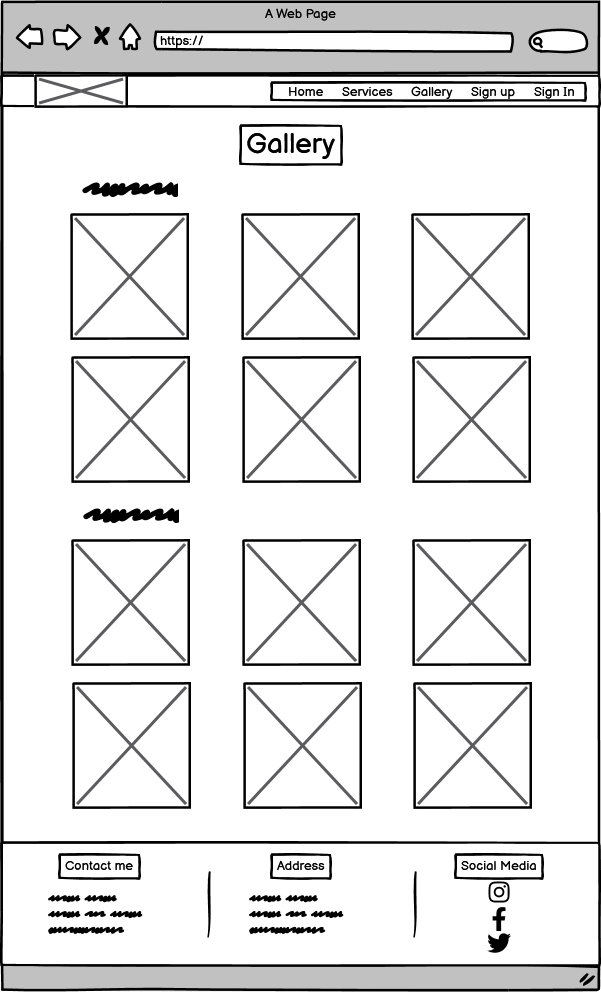 A Web Page
https://
Home Services Gallery Sign up Sign In
Gallery
Contact me Address Social Media